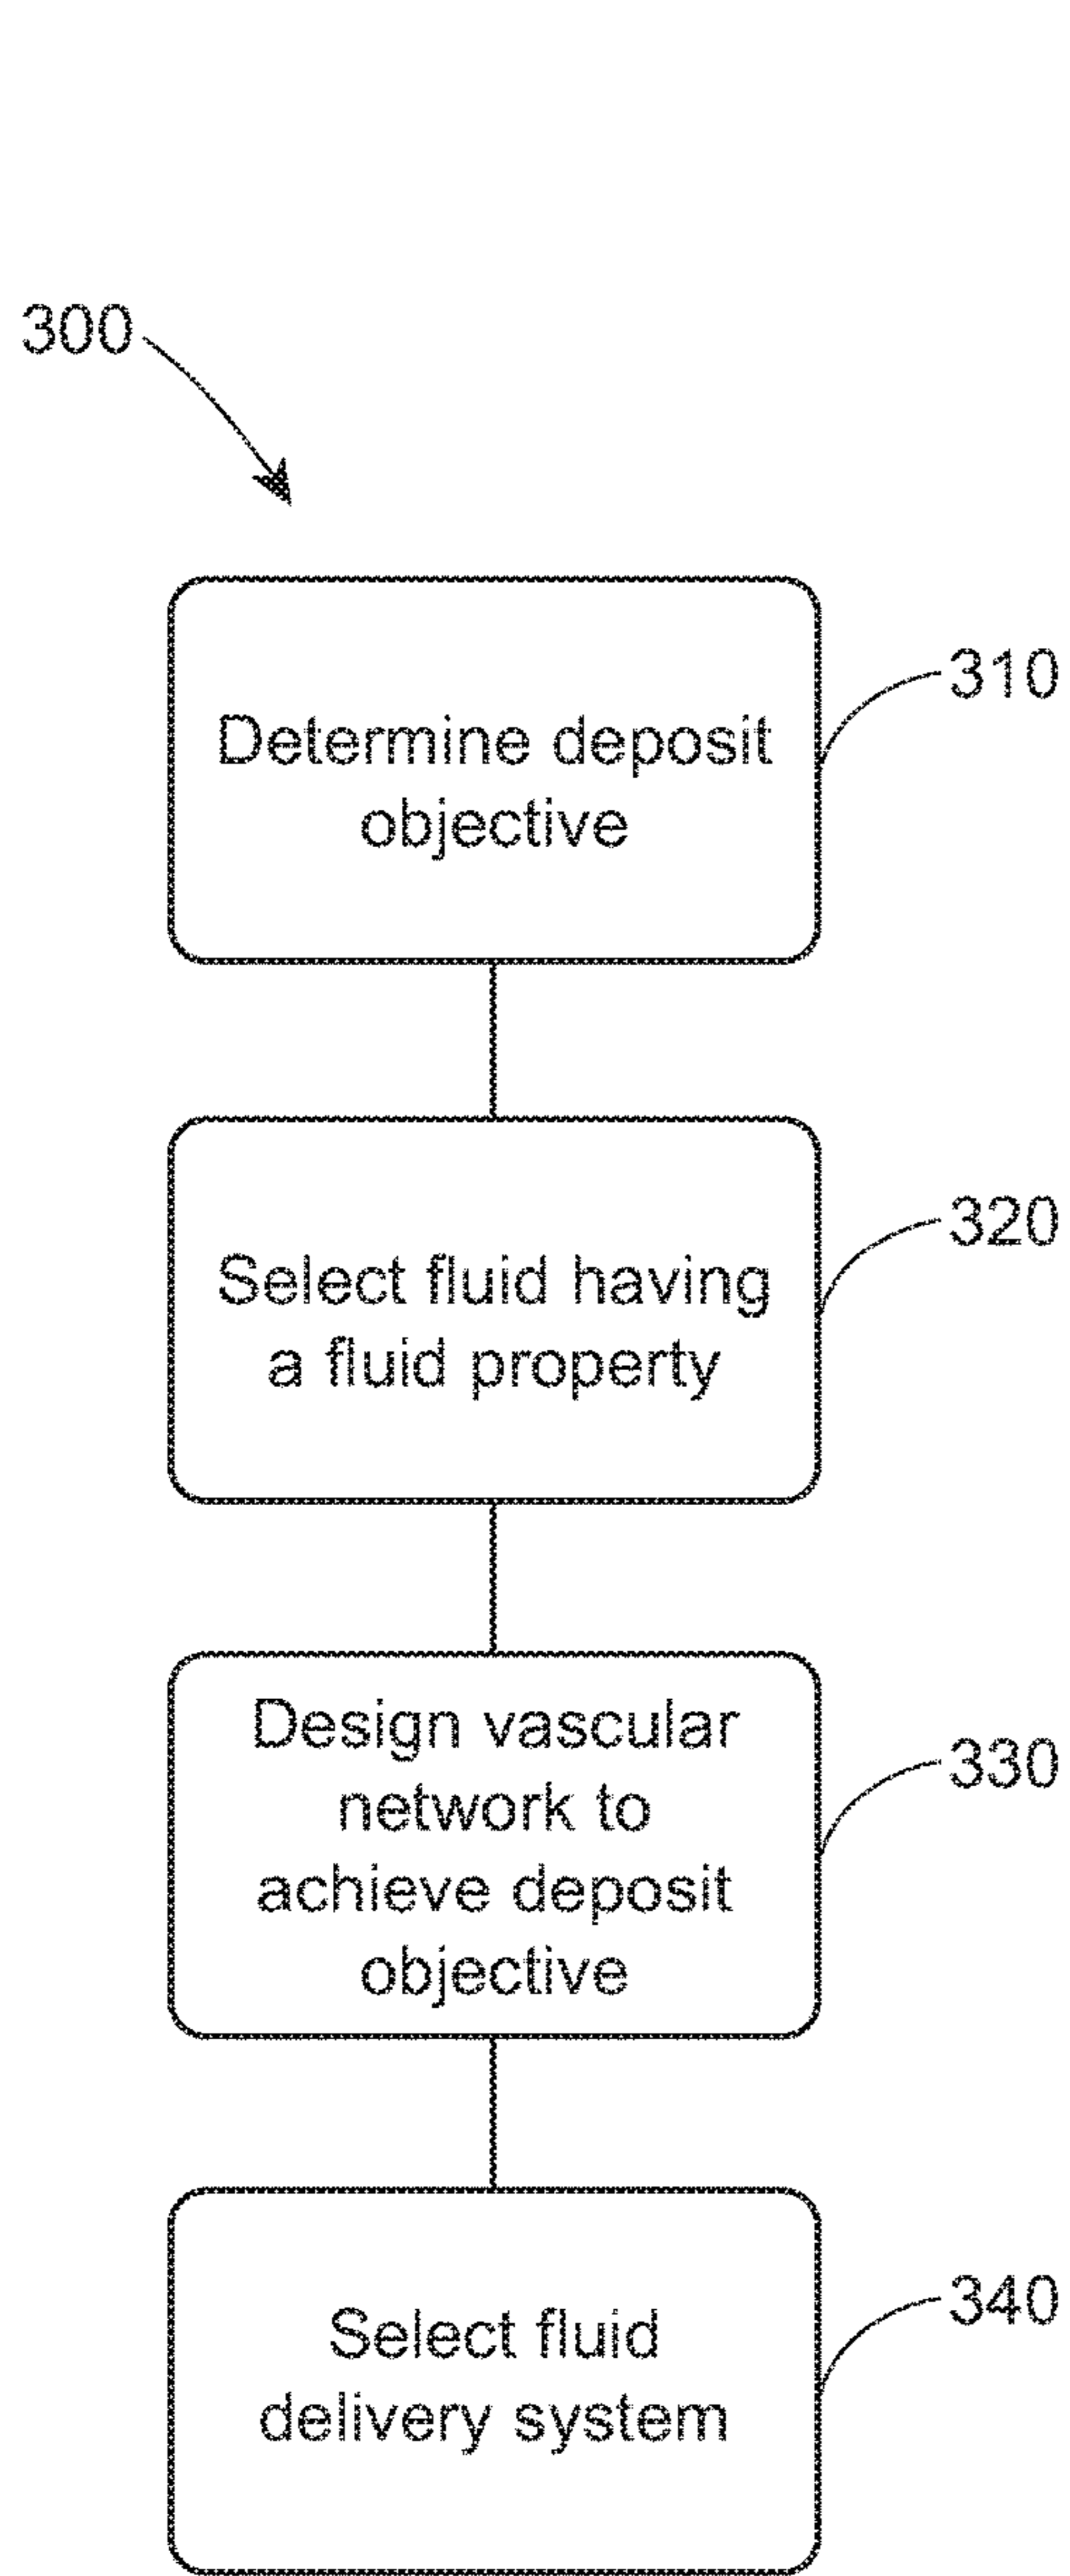 300
310
Determine deposit
objective
320
Select fluid having
a fluid property
330
Design vascular
network to
achieve deposit
objective
340
Select fluid
delivery system